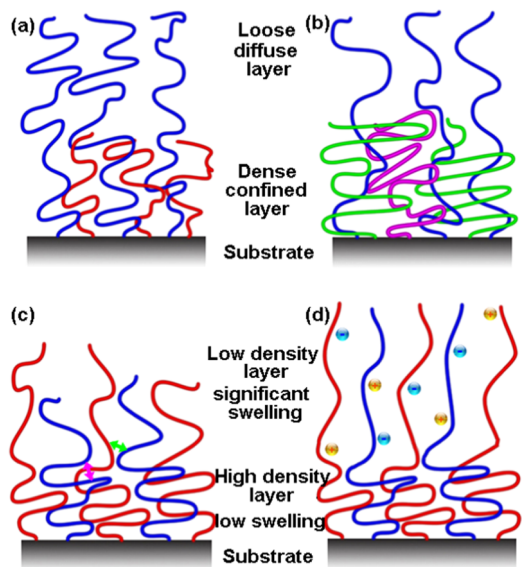 (a)
Loose
diffuse
layer
(b)
Dense
confined
layer
Substrate
(c)
(d)
Low density
layer
significant
swelling
High density
layer
low swelling
Substrate